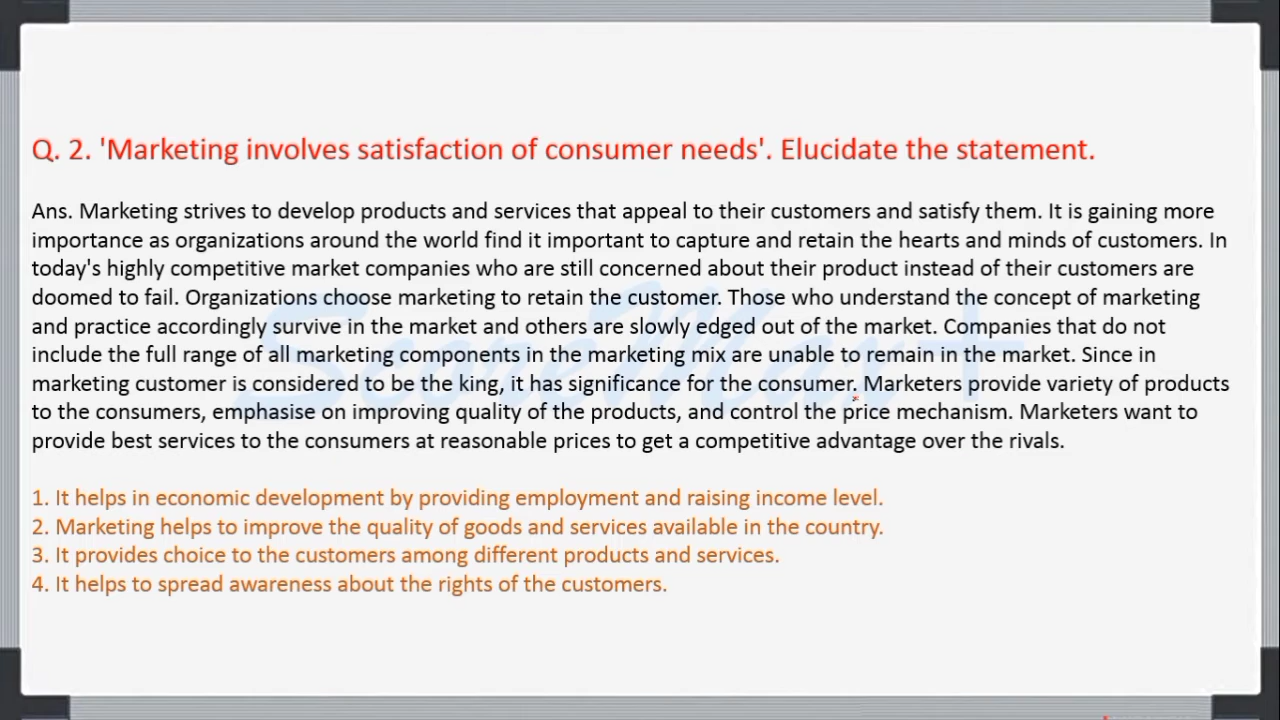 Q. 2. 'Marketing involves satisfaction of consumer needs'. Elucidate the statement.
Ans. Marketing strives to develop products and services that appeal to their customers and satisfy them. It is gaining more
importance as organizations around the world find it important to capture and retain the hearts and minds of customers. In
today's highly competitive market companies who are still concerned about their product instead of their customers are
doomed to fail. Organizations choose marketing to retain the customer. Those who understand the concept of marketing
and practice accordingly survive in the market and others are slowly edged out of the market. Companies that do not
include the full range of all marketing components in the marketing mix are unable to remain in the market. Since in
marketing customer is considered to be the king, it has significance for the consumer. Marketers provide variety of products
to the consumers, emphasise on improving quality of the products, and control the price mechanism. Marketers want to
provide best services to the consumers at reasonable prices to get a competitive advantage over the rivals.
1. It helps in economic development by providing employment and raising income level.
2. Marketing helps to improve the quality of goods and services available in the country.
3. It provides choice to the customers among different products and services.
4. It helps to spread awareness about the rights of the customers.